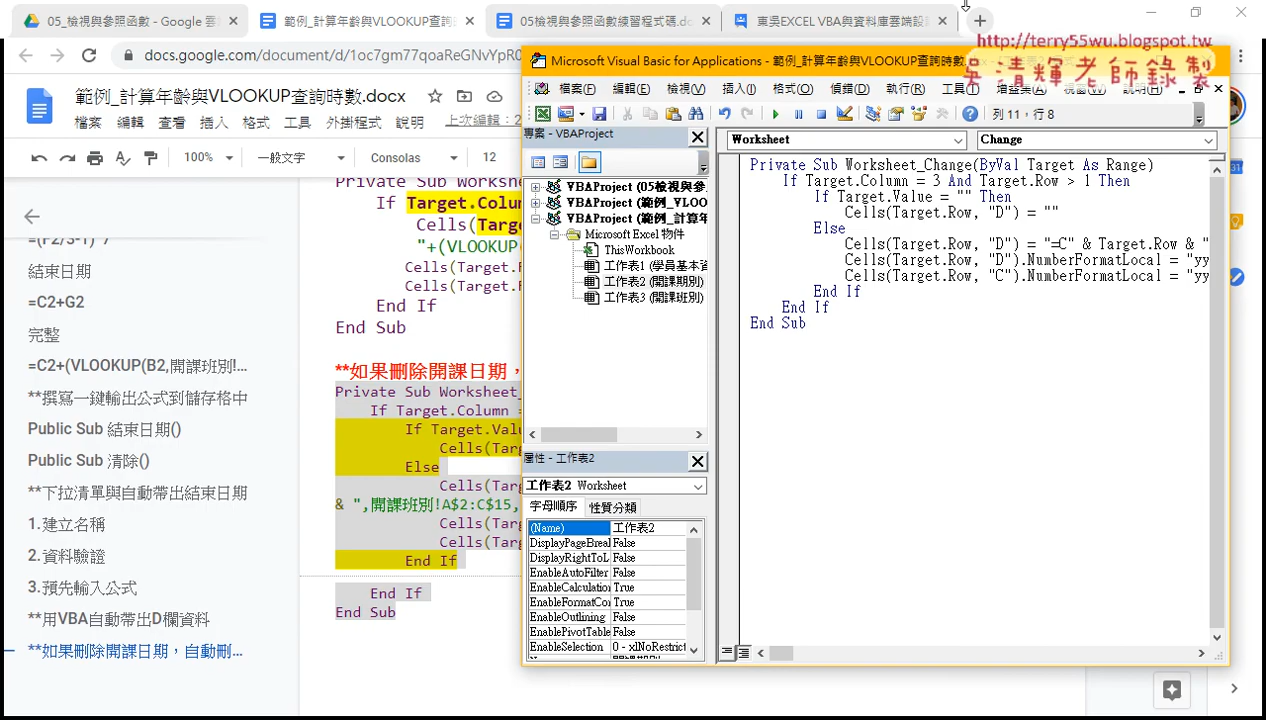 05_檢視與參照函數 - Google 雲
範例_計算年齡與VLOOKUP查詢
05檢視與參照函數練習程式碼.do
東吳EXCEL VBA與資料庫雲端設
http://terry55wu.blogspot.tw
吳清輝老師錄製
docs.google.com/document/d/1oc7gm77qoaReGNvYpR0
範例_計算年齡與VLOOKUP查詢時數.docx
檔案 編輯 查看 插入 格式 工具 外掛程式 說明
100% 一般文字 Consolas 12
結束日期
=C2+G2
完整
=C2+(VLOOKUP(B2,開課班別!...
**撰寫一鍵輸出公式到儲存格中
Public Sub 結束日期()
Public Sub 清除()
**下拉清單與自動帶出結束日期
1.建立名稱
2.資料驗證
3.預先輸入公式
**用VBA自動帶出D欄資料
**如果刪除開課日期，自動刪...
Private Sub Works
If Target.Colu
Cells(Targ
"+(VLOOKUP(
Cells(Target.
Cells(Target.
End If
End Sub
**如果刪除開課日期，
Private Sub Worksheet_
If Target.Column =
If Target.Valu
Cells(Tar
Else
Cells(Tar
& ",開課班別!A$2:C$15,
Cells(Tar
Cells(Tar
End If
End If
End Sub
Microsoft Visual Basic for Applications - 範例_計算年齡與VLOOKUP查詢時數.
檔案(F) 編輯(E) 檢視(V) 插入(I) 格式(O) 偵錯(D) 執行(R) 工具(T)
列 11，行 8
專案 - VBAProject
VBAProject (05檢視與參
VBAProject (範例_VLOO
VBAProject (範例_計算年
Microsoft Excel 物件
ThisWorkbook
工作表1 (學員基本資
工作表2 (開課期別)
工作表3 (開課班別)
屬性 - 工作表2
工作表2 Worksheet
字母順序 性質分類
(Name) 工作表2
DisplayPageBreal False
DisplayRightToL False
EnableAutoFilter False
EnableCalculation True
EnableFormatCor True
EnableOutlining False
EnablePivotTable False
EnableSelection 0 - xlNoRestrict
Worksheet Change
Private Sub Worksheet_Change(ByVal Target As Range)
If Target.Column = 3 And Target.Row > 1 Then
If Target.Value = "" Then
Cells(Target.Row, "D") = ""
Else
Cells(Target.Row, "D") = "=C" & Target.Row & "
Cells(Target.Row, "D").NumberFormatLocal = "yy
Cells(Target.Row, "C").NumberFormatLocal = "yy
End If
End If
End Sub